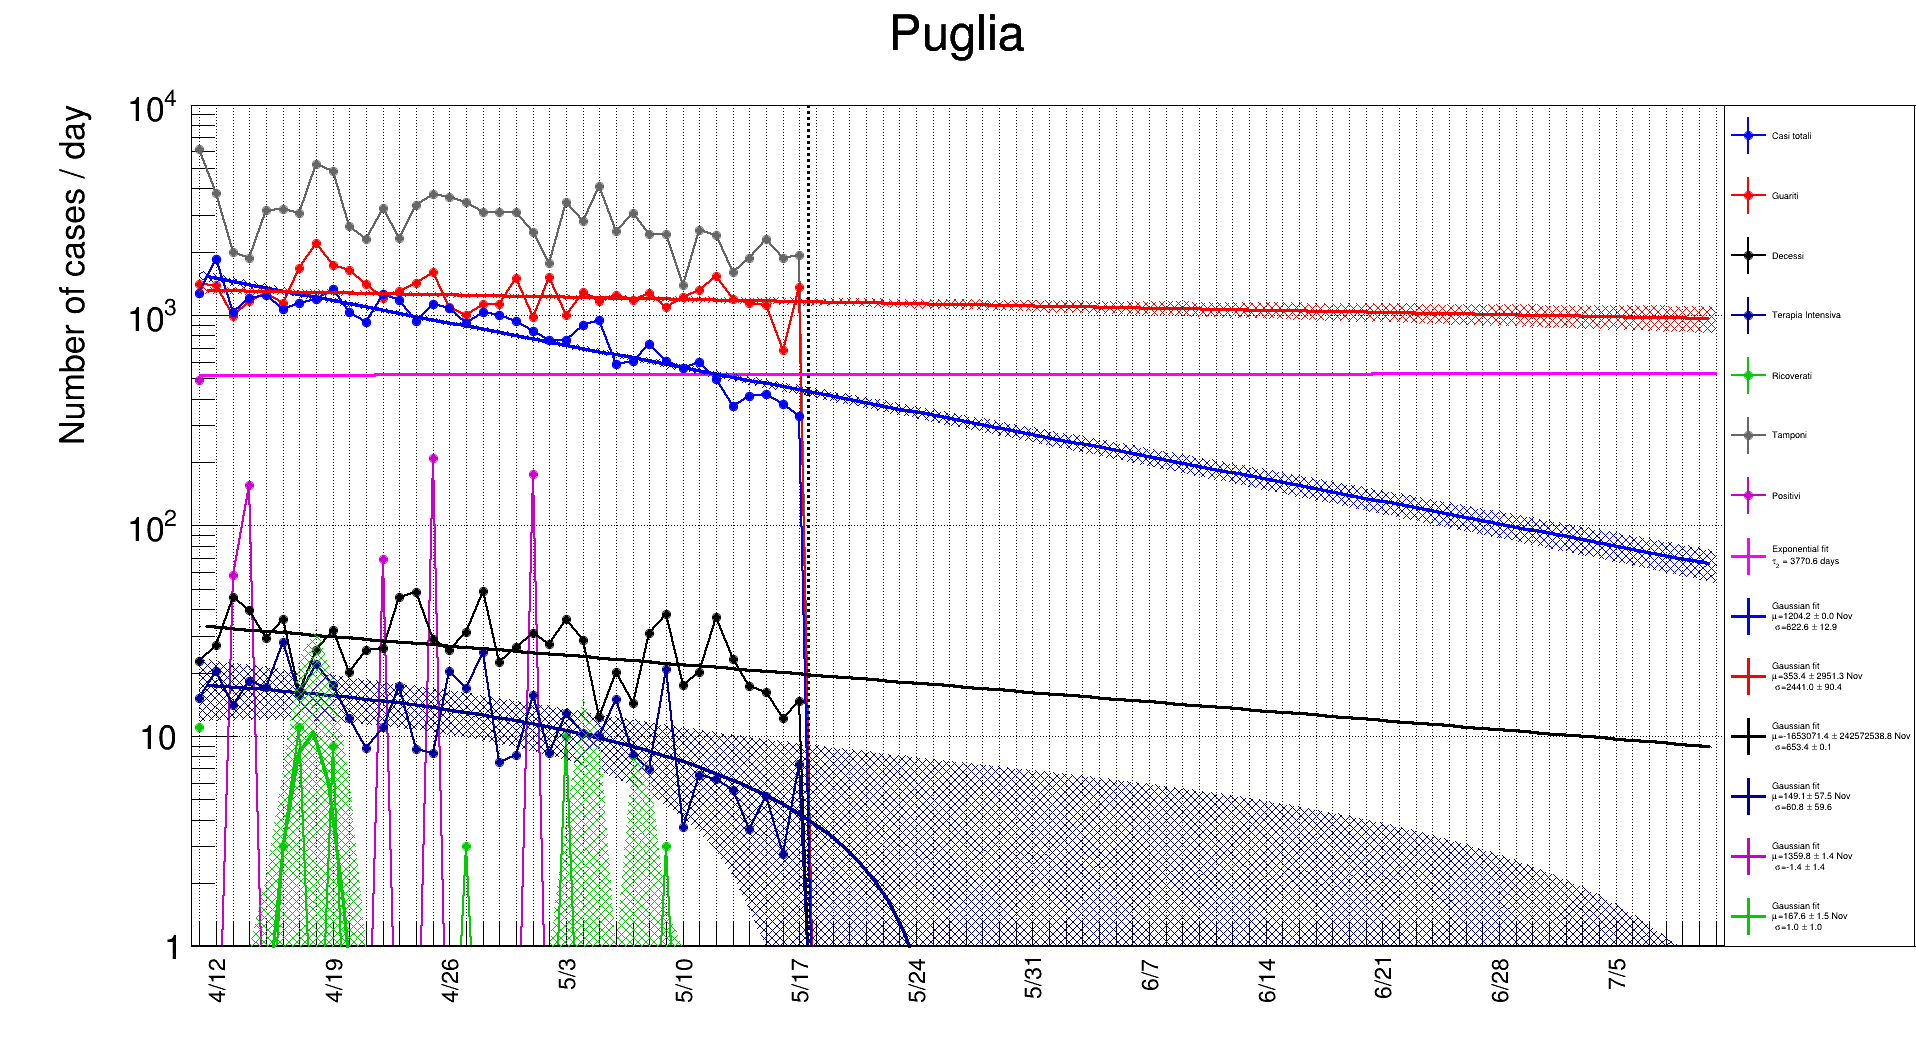 Puglia
Number of cases / day
10^4
10^3
10^2
10
1
4/12
4/19
4/26
5/3
5/10
5/17
5/24
5/31
6/7
6/14
6/21
6/28
7/5
Casi totali
Guariti
Decessi
Terapia Intensiva
Ricoverati
Tamponi
Positivi
Exponential fit
τ₂ = 3770.6 days
Gaussian fit
μ=1204.2 ± 0.0 Nov
σ=622.6 ± 12.9
Gaussian fit
μ=353.4 ± 2951.3 Nov
σ=2441.0 ± 90.4
Gaussian fit
μ=-1653071.4 ± 242572538.8 Nov
σ=653.4 ± 0.1
Gaussian fit
μ=149.1 ± 57.5 Nov
σ=60.8 ± 59.6
Gaussian fit
μ=1359.8 ± 1.4 Nov
σ=-1.4 ± 1.4
Gaussian fit
μ=167.6 ± 1.5 Nov
σ=1.0 ± 1.0